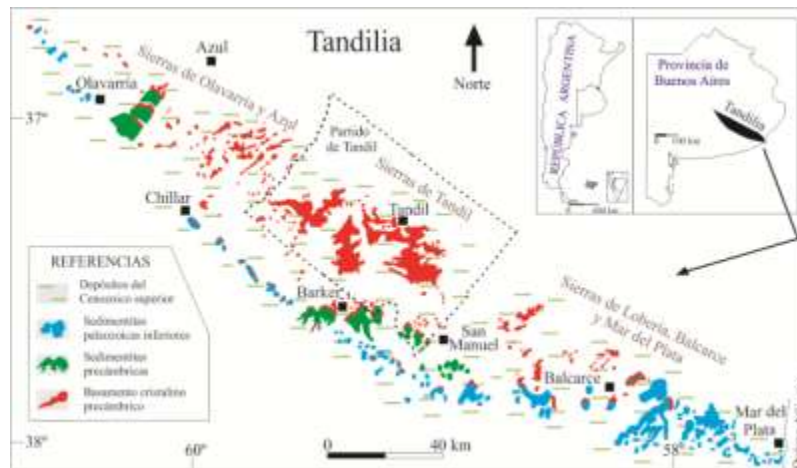 Tandilia
Norte
Azul
Olavarría
Sierras de Olavarría y Azul
37°
Partido
de Tandil
Sierras de Tandil
Chillar
Tandil
Barker
San
Manuel
Sierras de Lobería, Balcarce
y Mar del Plata
Balcarce
Mar del
Plata
38°
60°
58°
0 40 km
REFERENCIAS
Depósitos del
Cenozoico superior
Sedimentitas
paleozoicas inferiores
Sedimentitas
precámbricas
Basamento cristalino
precámbrico
REPÚBLICA ARGENTINA
Provincia de
Buenos Aires
Tandilia
100 km